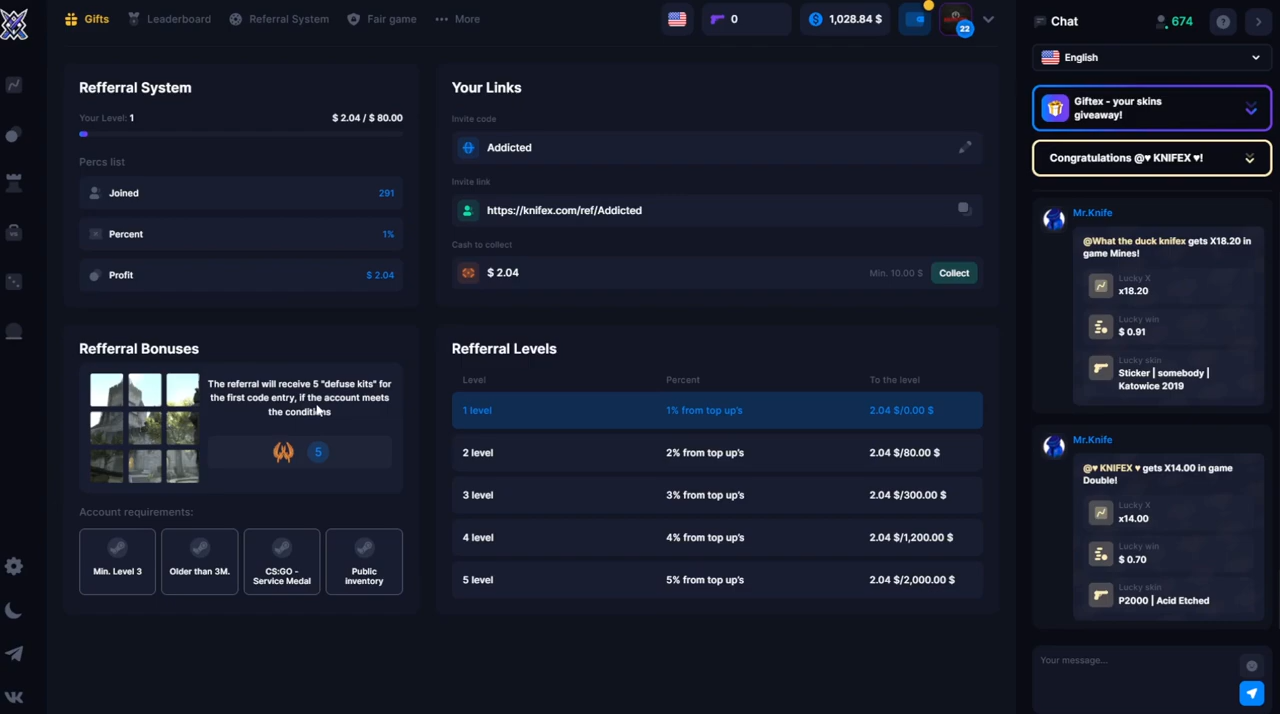 Gifts
Leaderboard
Refferral System
Fair game
More
0
1,028.84 $
22
Refferral System
Your Level: 1
$ 2.04 / $ 80.00
Percs list
Joined
291
Percent
1%
Profit
$ 2.04
Your Links
Invite code
Addicted
Invite link
https://knifex.com/ref/Addicted
Cash to collect
$ 2.04
Min. 10.00 $
Collect
Refferral Bonuses
The referral will receive 5 "defuse kits" for
the first code entry, if the account meets
the conditions
5
Account requirements:
Min. Level 3
Older than 3M.
CS:GO -
Service Medal
Public
inventory
Refferral Levels
Level
Percent
To the level
1 level
1% from top up's
2.04 $/0.00 $
2 level
2% from top up's
2.04 $/80.00 $
3 level
3% from top up's
2.04 $/300.00 $
4 level
4% from top up's
2.04 $/1,200.00 $
5 level
5% from top up's
2.04 $/2,000.00 $
Chat
674
?
English
Giftex - your skins
giveaway!
Congratulations @♥ KNIFEX ♥!
Mr.Knife
@What the duck knifex gets X18.20 in
game Mines!
Lucky X
x18.20
Lucky win
$ 0.91
Lucky skin
Sticker | somebody |
Katowice 2019
Mr.Knife
@♥ KNIFEX ♥ gets X14.00 in game
Double!
Lucky X
x14.00
Lucky win
$ 0.70
Lucky skin
P2000 | Acid Etched
Your message...